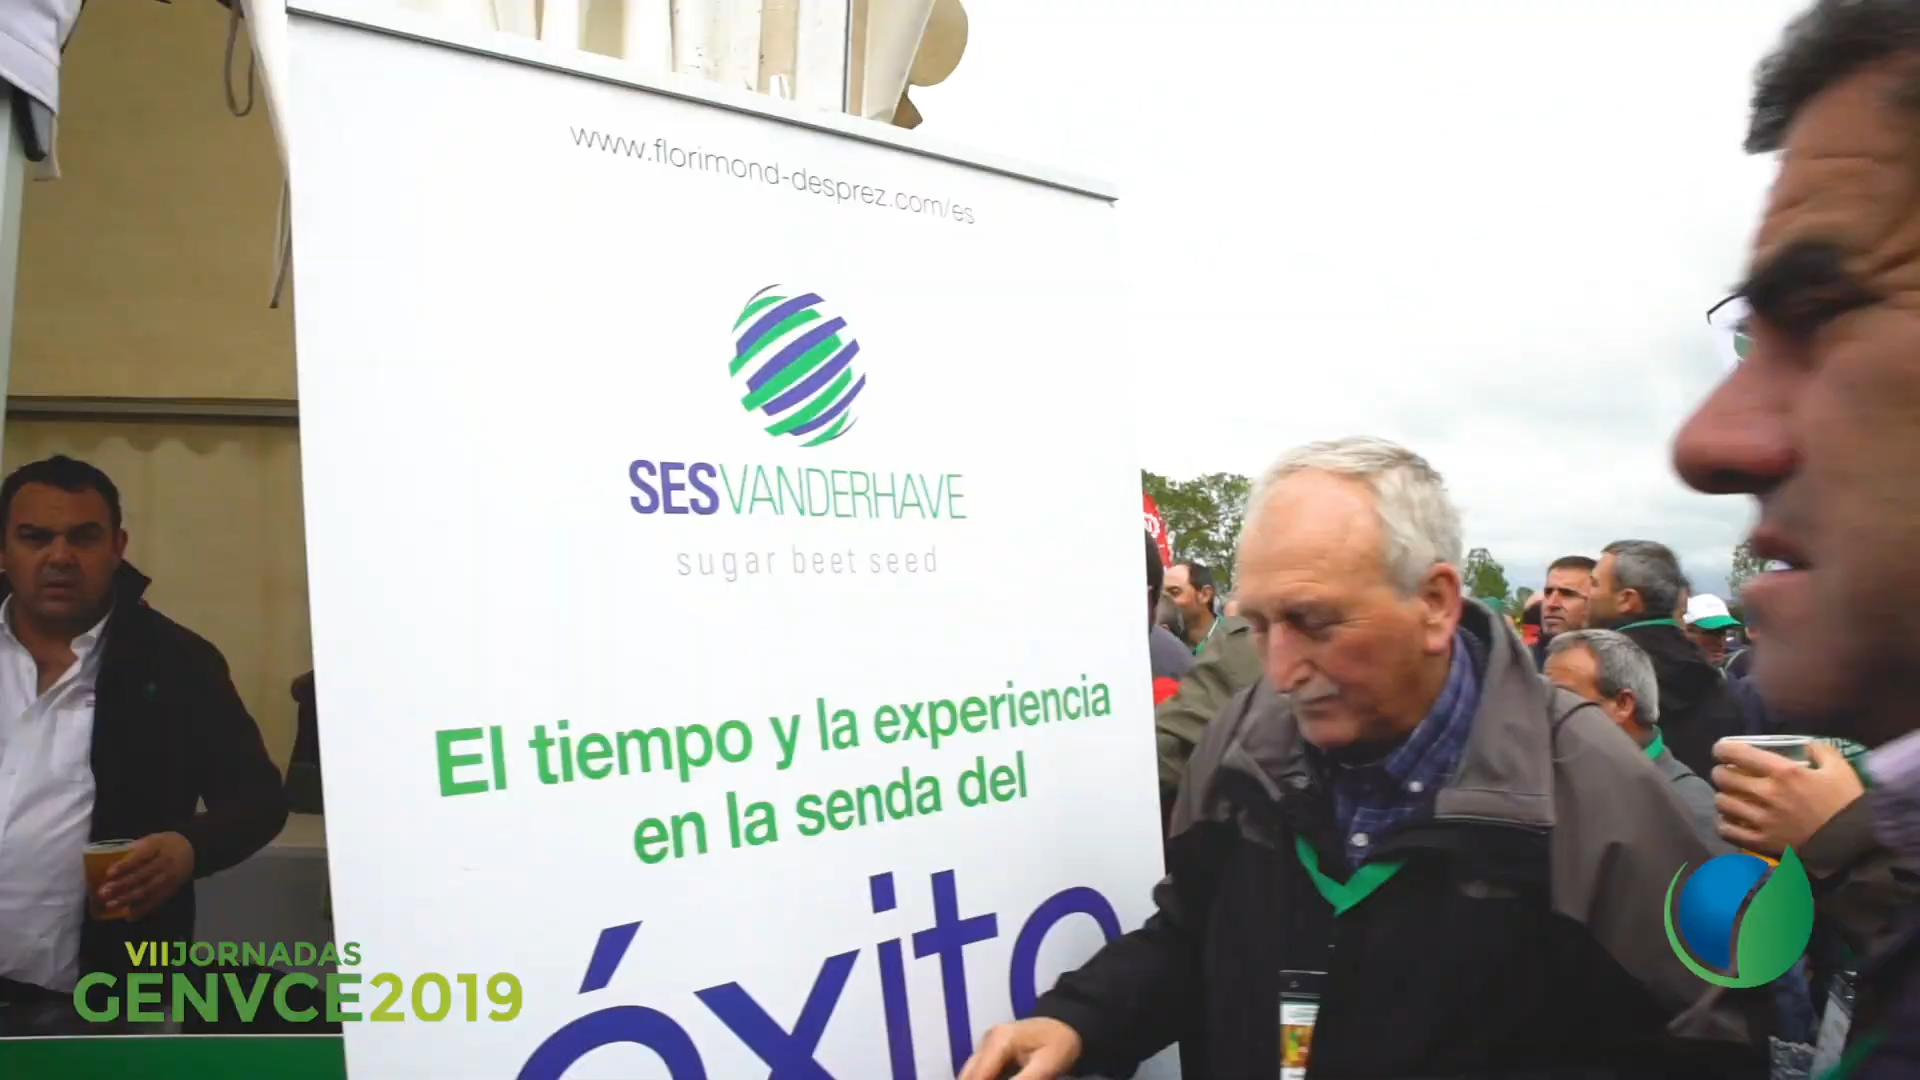 www.florimond-desprez.com/es
SESVANDERHAVE
sugar beet seed
El tiempo y la experiencia
en la senda del
éxito
VIIJORNADAS
GENVCE2019